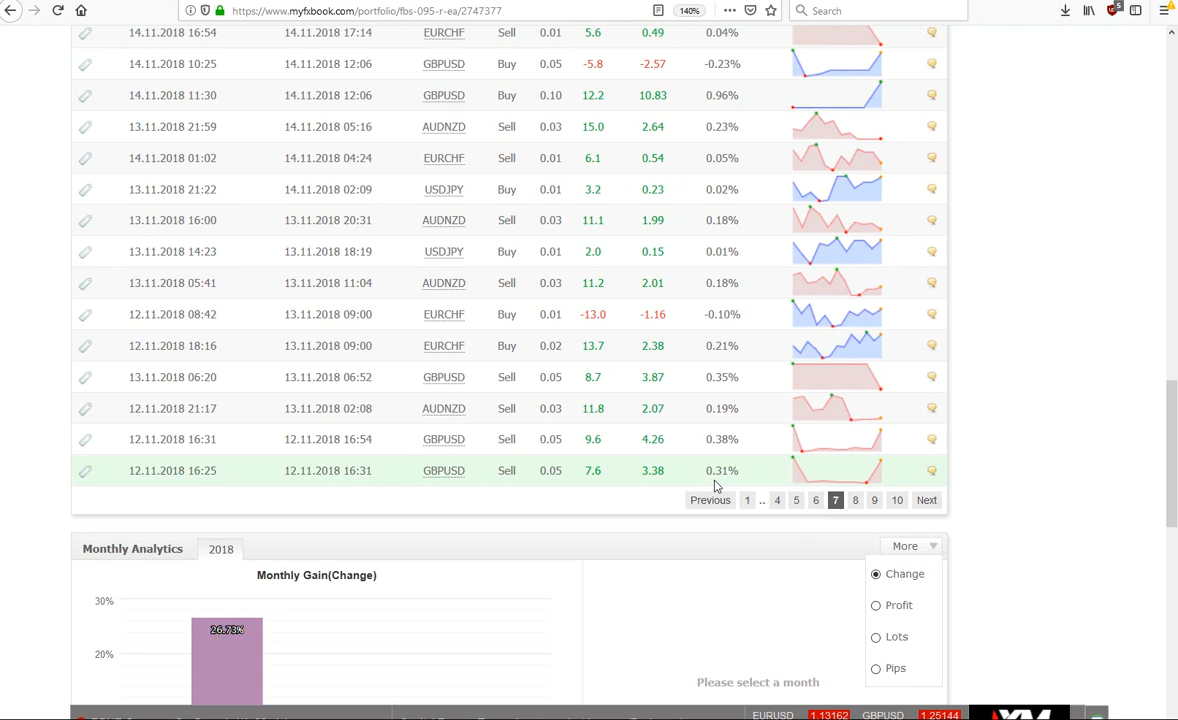 https://www.myfxbook.com/portfolio/fbs-095-r-ea/2747377 140% Search
14.11.2018 16:54 14.11.2018 17:14 EURCHF Sell 0.01 5.6 0.49 0.04%
14.11.2018 10:25 14.11.2018 12:06 GBPUSD Buy 0.05 -5.8 -2.57 -0.23%
14.11.2018 11:30 14.11.2018 12:06 GBPUSD Buy 0.10 12.2 10.83 0.96%
13.11.2018 21:59 14.11.2018 05:16 AUDNZD Sell 0.03 15.0 2.64 0.23%
14.11.2018 01:02 14.11.2018 04:24 EURCHF Sell 0.01 6.1 0.54 0.05%
13.11.2018 21:22 14.11.2018 02:09 USDJPY Buy 0.01 3.2 0.23 0.02%
13.11.2018 16:00 13.11.2018 20:31 AUDNZD Sell 0.03 11.1 1.99 0.18%
13.11.2018 14:23 13.11.2018 18:19 USDJPY Buy 0.01 2.0 0.15 0.01%
13.11.2018 05:41 13.11.2018 11:04 AUDNZD Sell 0.03 11.2 2.01 0.18%
12.11.2018 08:42 13.11.2018 09:00 EURCHF Buy 0.01 -13.0 -1.16 -0.10%
12.11.2018 18:16 13.11.2018 09:00 EURCHF Buy 0.02 13.7 2.38 0.21%
13.11.2018 06:20 13.11.2018 06:52 GBPUSD Sell 0.05 8.7 3.87 0.35%
12.11.2018 21:17 13.11.2018 02:08 AUDNZD Sell 0.03 11.8 2.07 0.19%
12.11.2018 16:31 12.11.2018 16:54 GBPUSD Sell 0.05 9.6 4.26 0.38%
12.11.2018 16:25 12.11.2018 16:31 GBPUSD Sell 0.05 7.6 3.38 0.31%
Previous 1 .. 4 5 6 7 8 9 10 Next
Monthly Analytics 2018 More
Monthly Gain(Change)
Change
30%
Profit
26.73%
Lots
20%
Pips
Please select a month
EURUSD 1.13162 GBPUSD 1.25144 XM